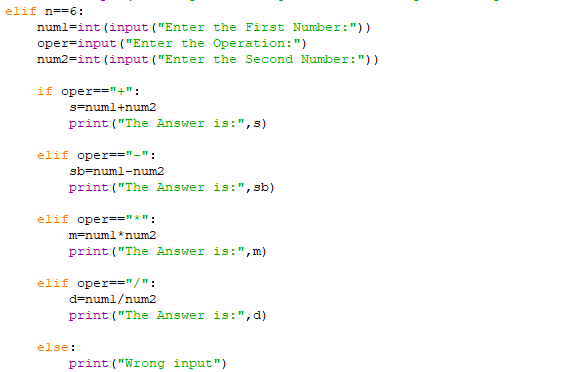 elif n==6:
    num1=int(input("Enter the First Number:"))
    oper=input("Enter the Operation:")
    num2=int(input("Enter the Second Number:"))
    if oper=="+":
        s=num1+num2
        print("The Answer is:",s)
    elif oper=="-":
        sb=num1-num2
        print("The Answer is:",sb)
    elif oper=="*":
        m=num1*num2
        print("The Answer is:",m)
    elif oper=="/":
        d=num1/num2
        print("The Answer is:",d)
    else:
        print("Wrong input")